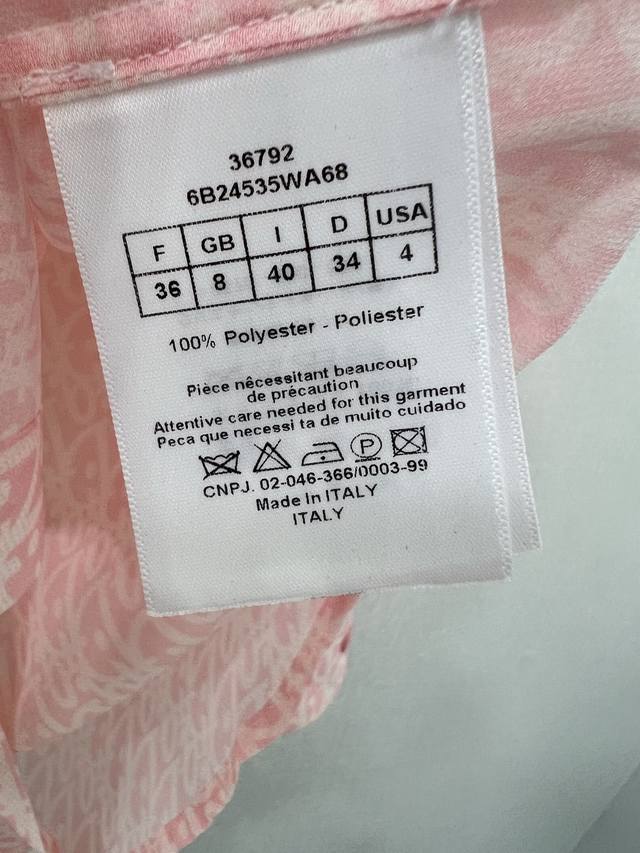 36792
6B24535WA68
F GB I D USA
36 8 40 34 4
100% Polyester - Poliester
Pièce nêcessitant beaucoup
de précaution
Attentive care needed for this garment
Peca que necessi ta de muito cuidado
P
CNPJ. 02-046-366/0003-99
Made In ITALY
ITALY